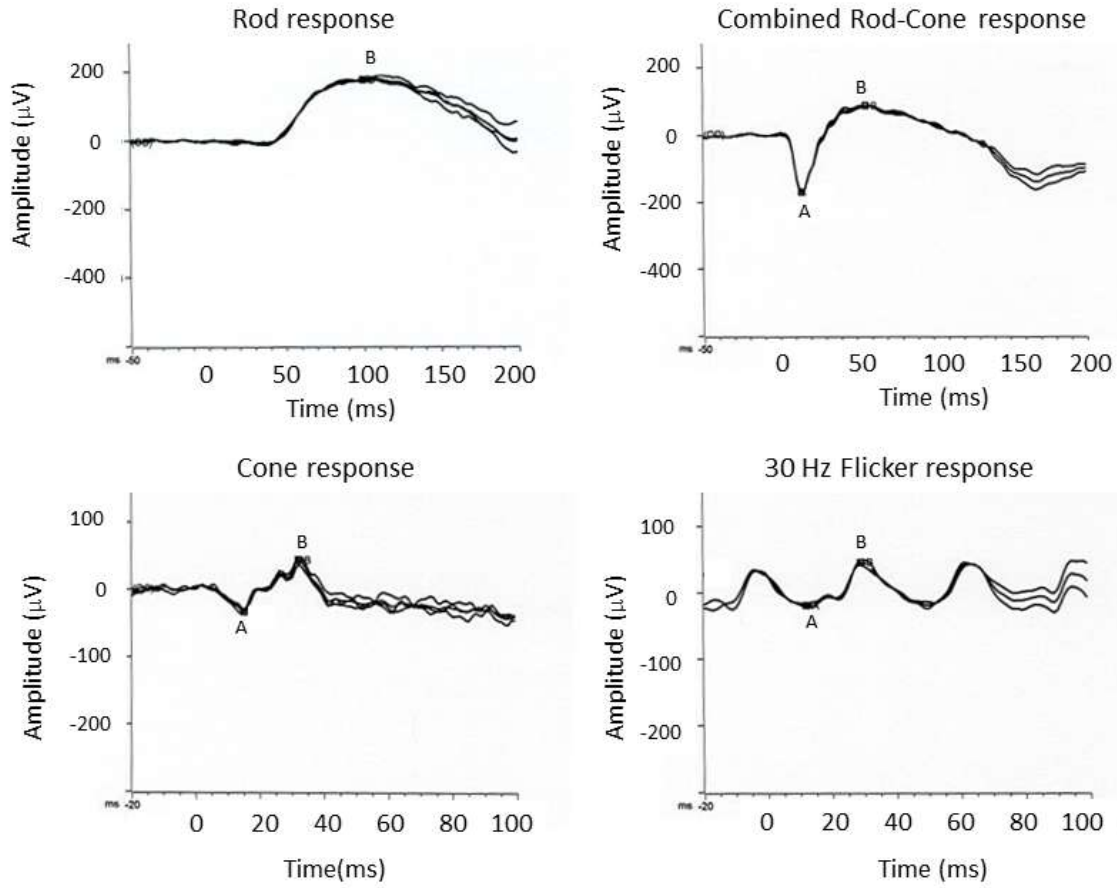 Rod response
B
Amplitude (µV)
200
0
-200
-400
ms -50
0 50 100 150 200
Time (ms)
Combined Rod-Cone response
B
A
Amplitude (µV)
200
0
-200
-400
ms -50
0 50 100 150 200
Time (ms)
Cone response
B
A
Amplitude (µV)
100
0
-100
-200
ms -20
0 20 40 60 80 100
Time(ms)
30 Hz Flicker response
B
A
Amplitude (µV)
100
0
-100
-200
ms -20
0 20 40 60 80 100
Time (ms)